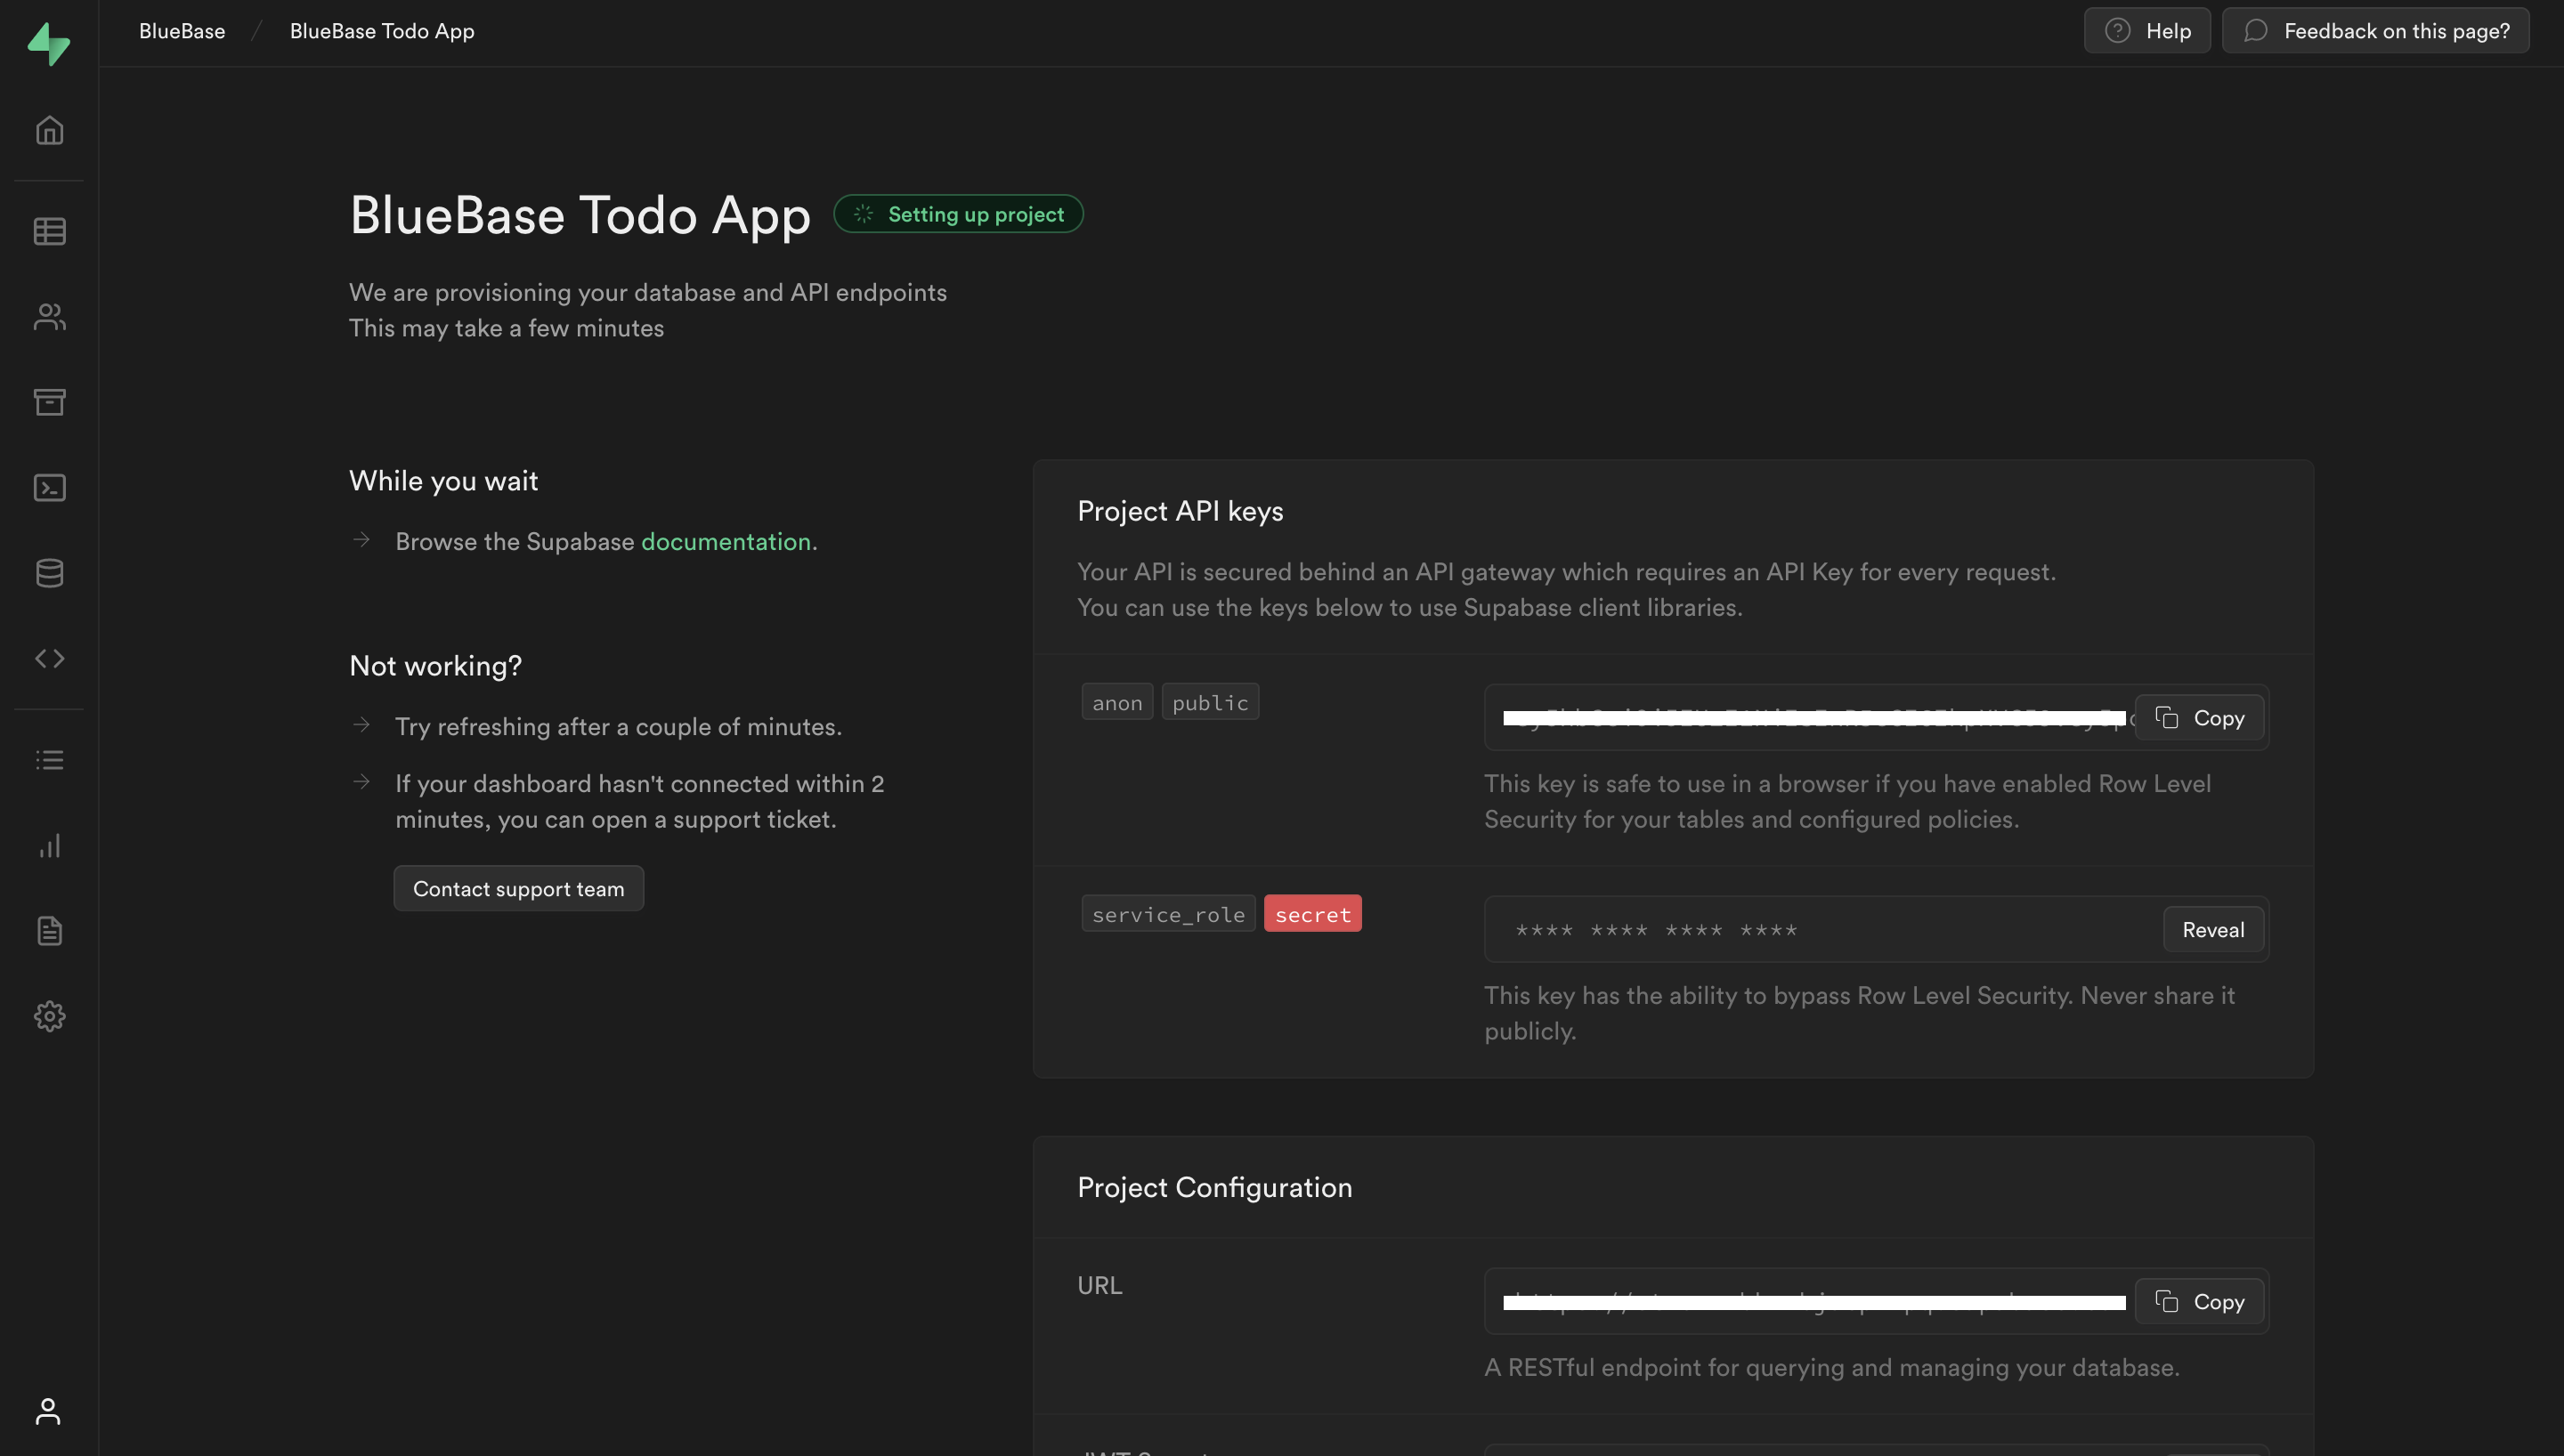 BlueBase / BlueBase Todo App
Help
Feedback on this page?
BlueBase Todo App
Setting up project
We are provisioning your database and API endpoints
This may take a few minutes
While you wait
Browse the Supabase documentation.
Not working?
Try refreshing after a couple of minutes.
If your dashboard hasn't connected within 2
minutes, you can open a support ticket.
Contact support team
Project API keys
Your API is secured behind an API gateway which requires an API Key for every request.
You can use the keys below to use Supabase client libraries.
anon public
Copy
This key is safe to use in a browser if you have enabled Row Level
Security for your tables and configured policies.
service_role secret
**** **** **** ****
Reveal
This key has the ability to bypass Row Level Security. Never share it
publicly.
Project Configuration
URL
Copy
A RESTful endpoint for querying and managing your database.